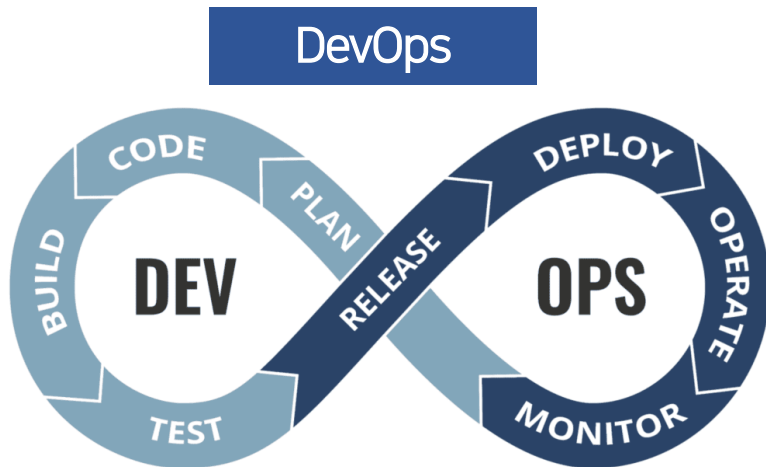 DevOps
CODE
PLAN
DEPLOY
OPERATE
BUILD
DEV
RELEASE
OPS
TEST
MONITOR